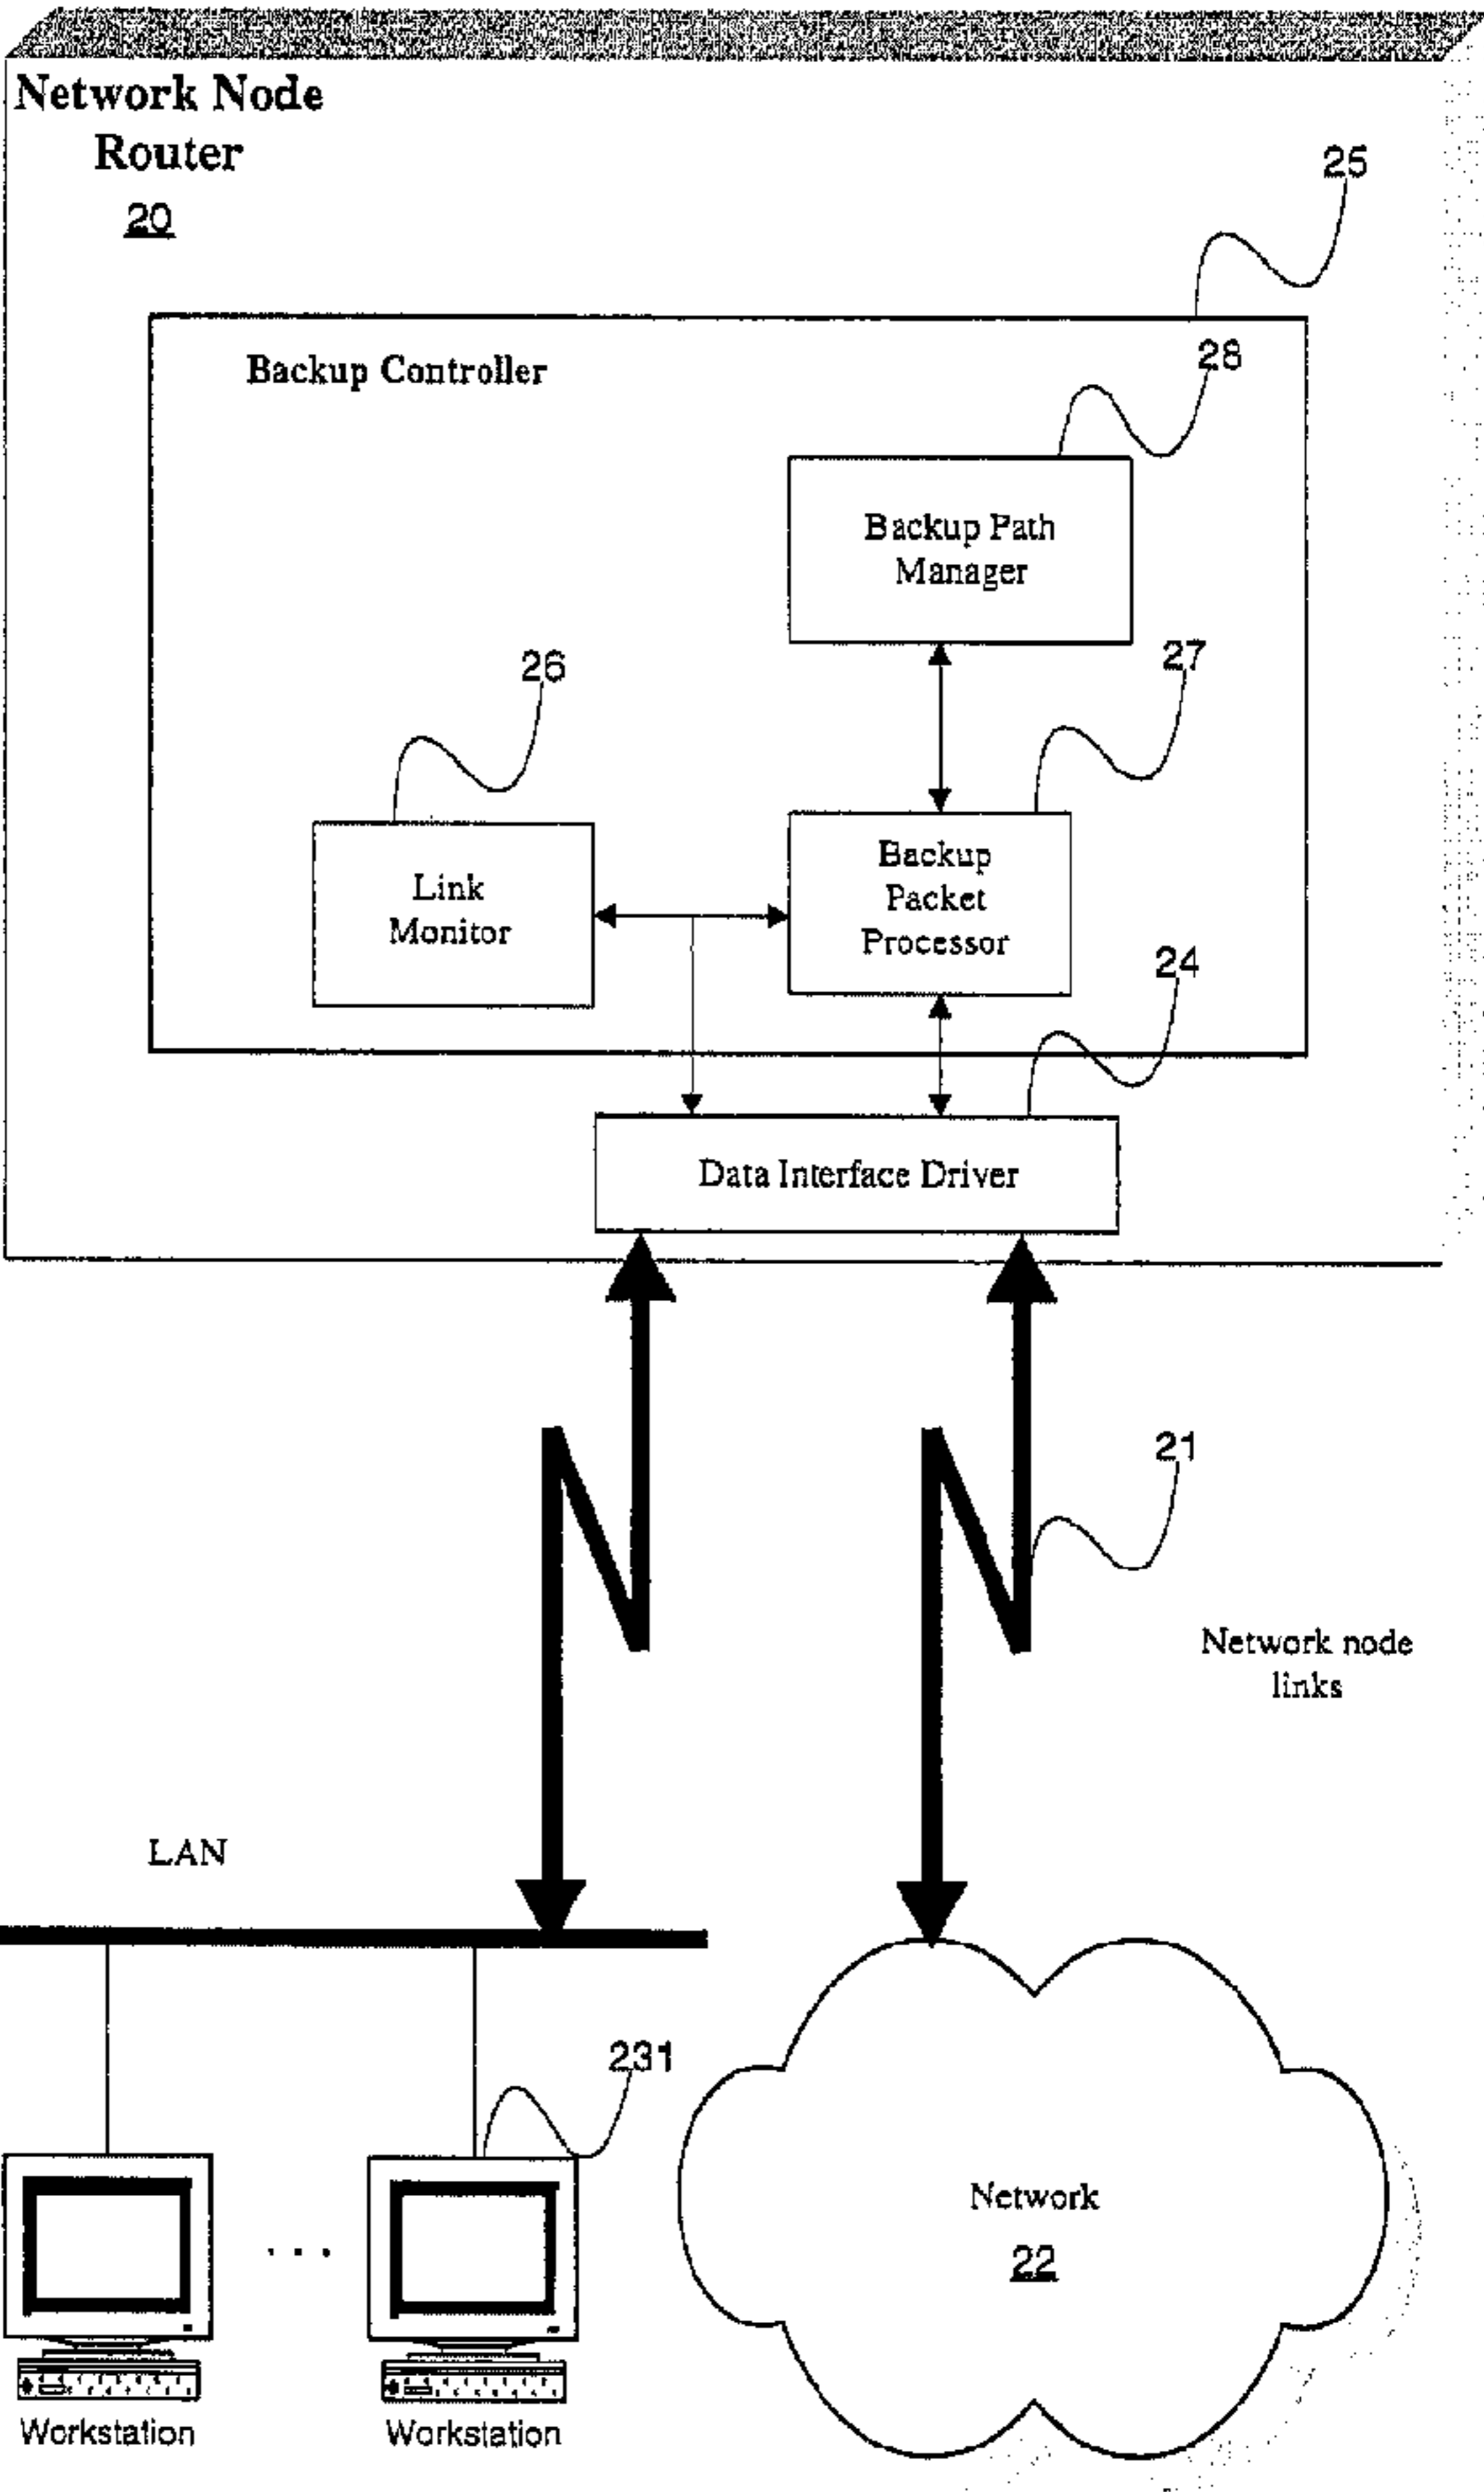 Network Node
Router
20
25
Backup Controller
28
Backup Path
Manager
26
27
Link
Monitor
Backup
Packet
Processor
24
Data Interface Driver
21
Network node
links
LAN
231
Network
22
...
Workstation
Workstation